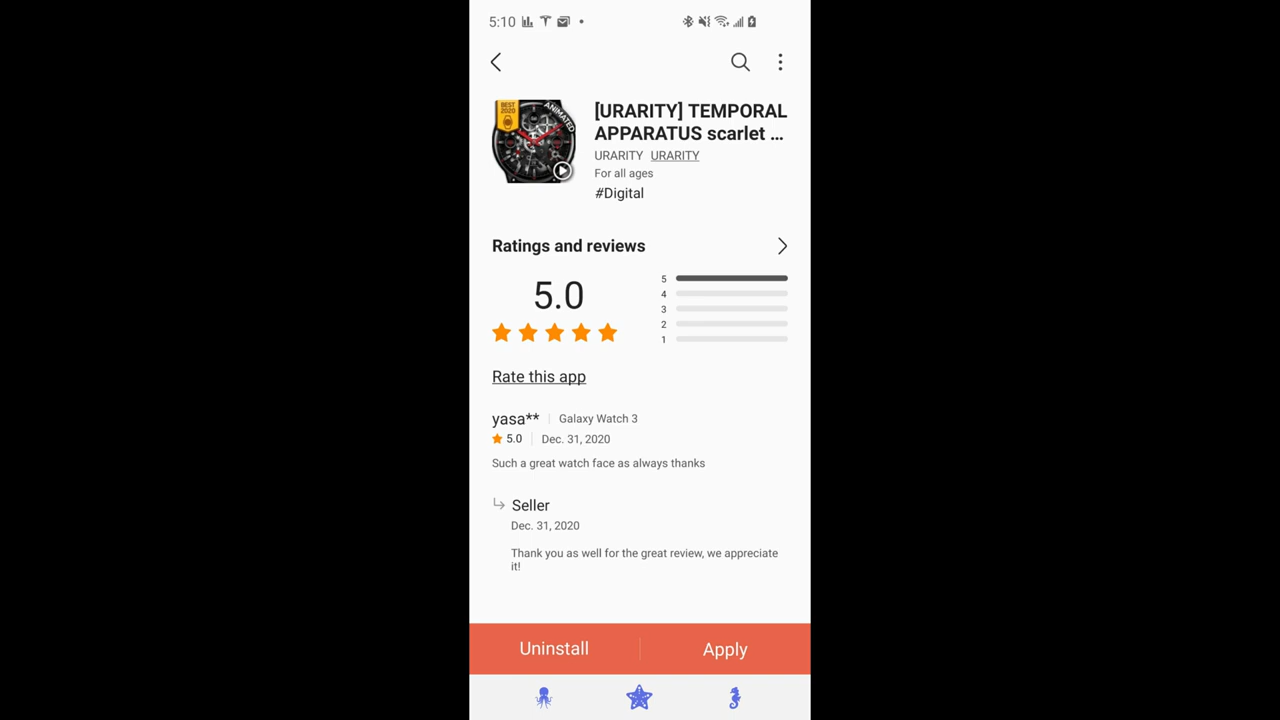 5:10
BEST
2020
ANIMATED
[URARITY] TEMPORAL
APPARATUS scarlet ...
URARITY URARITY
For all ages
#Digital
Ratings and reviews
5.0
5
4
3
2
1
Rate this app
yasa** Galaxy Watch 3
5.0 Dec. 31, 2020
Such a great watch face as always thanks
Seller
Dec. 31, 2020
Thank you as well for the great review, we appreciate
it!
Uninstall Apply